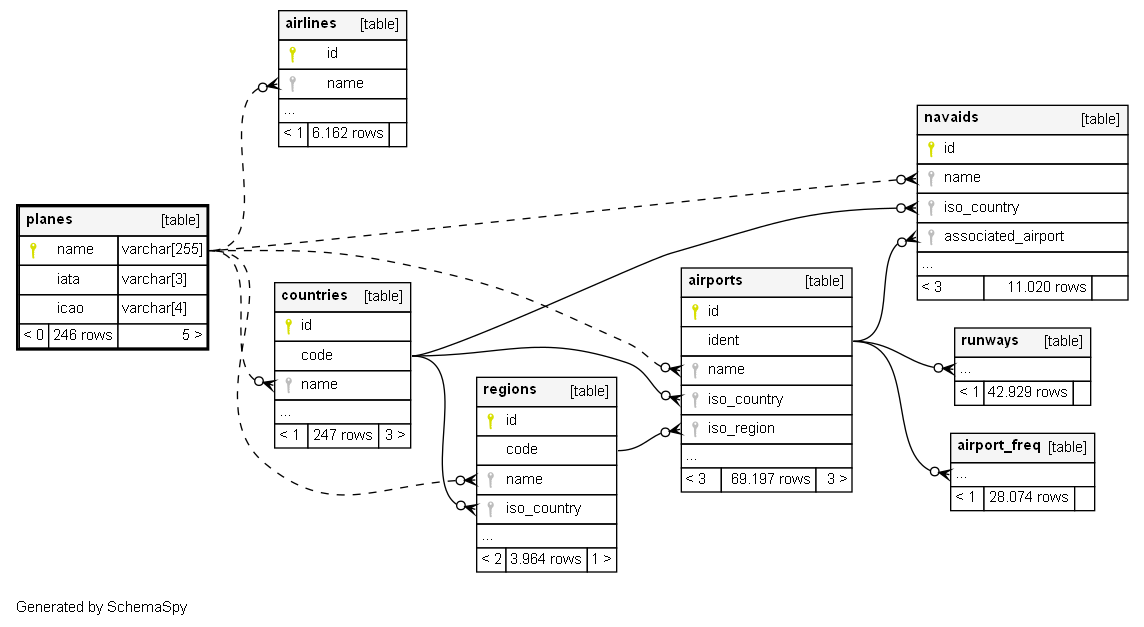 airlines [table]
id
name
...
< 1 6.162 rows
navaids [table]
id
name
iso_country
associated_airport
...
< 3 11.020 rows
planes [table]
name varchar[255]
iata varchar[3]
icao varchar[4]
< 0 246 rows 5 >
countries [table]
id
code
name
...
< 1 247 rows 3 >
airports [table]
id
ident
name
iso_country
iso_region
...
< 3 69.197 rows 3 >
regions [table]
id
code
name
iso_country
...
< 2 3.964 rows 1 >
runways [table]
...
< 1 42.929 rows
airport_freq [table]
...
< 1 28.074 rows
Generated by SchemaSpy